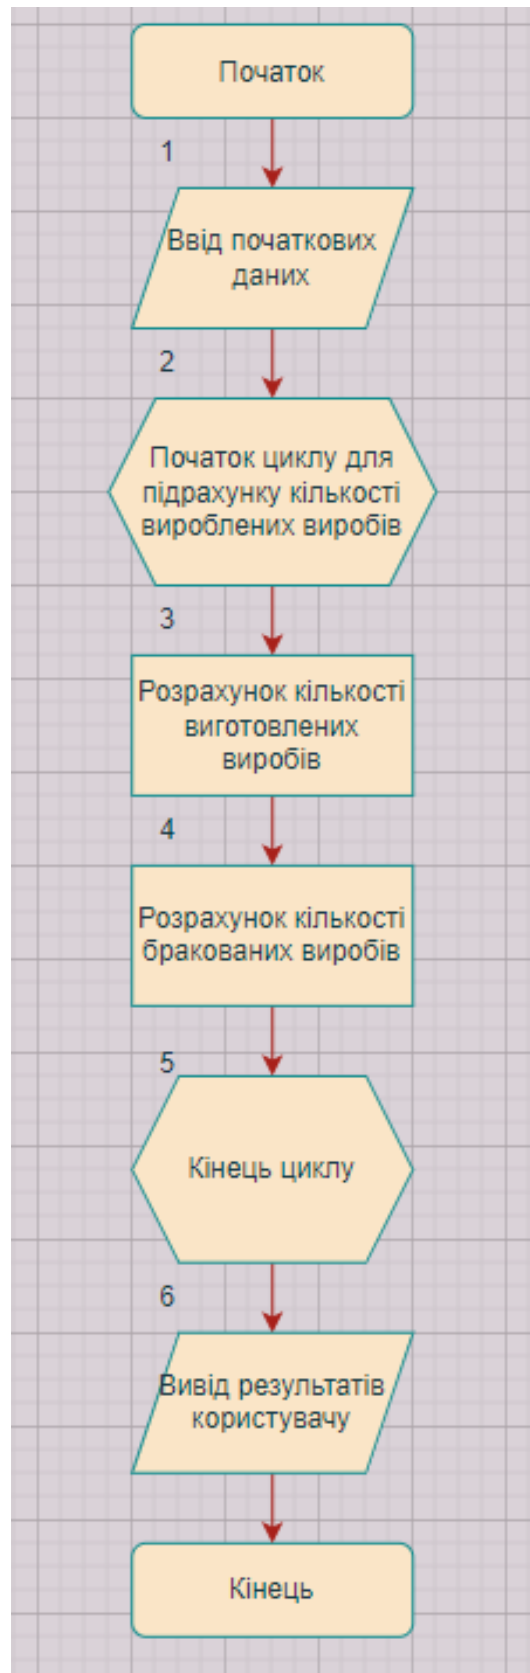 Початок
1
Ввід початкових
даних
2
Початок циклу для
підрахунку кількості
вироблених виробів
3
Розрахунок кількості
виготовлених
виробів
4
Розрахунок кількості
бракованих виробів
5
Кінець циклу
6
Вивід результатів
користувачу
Кінець